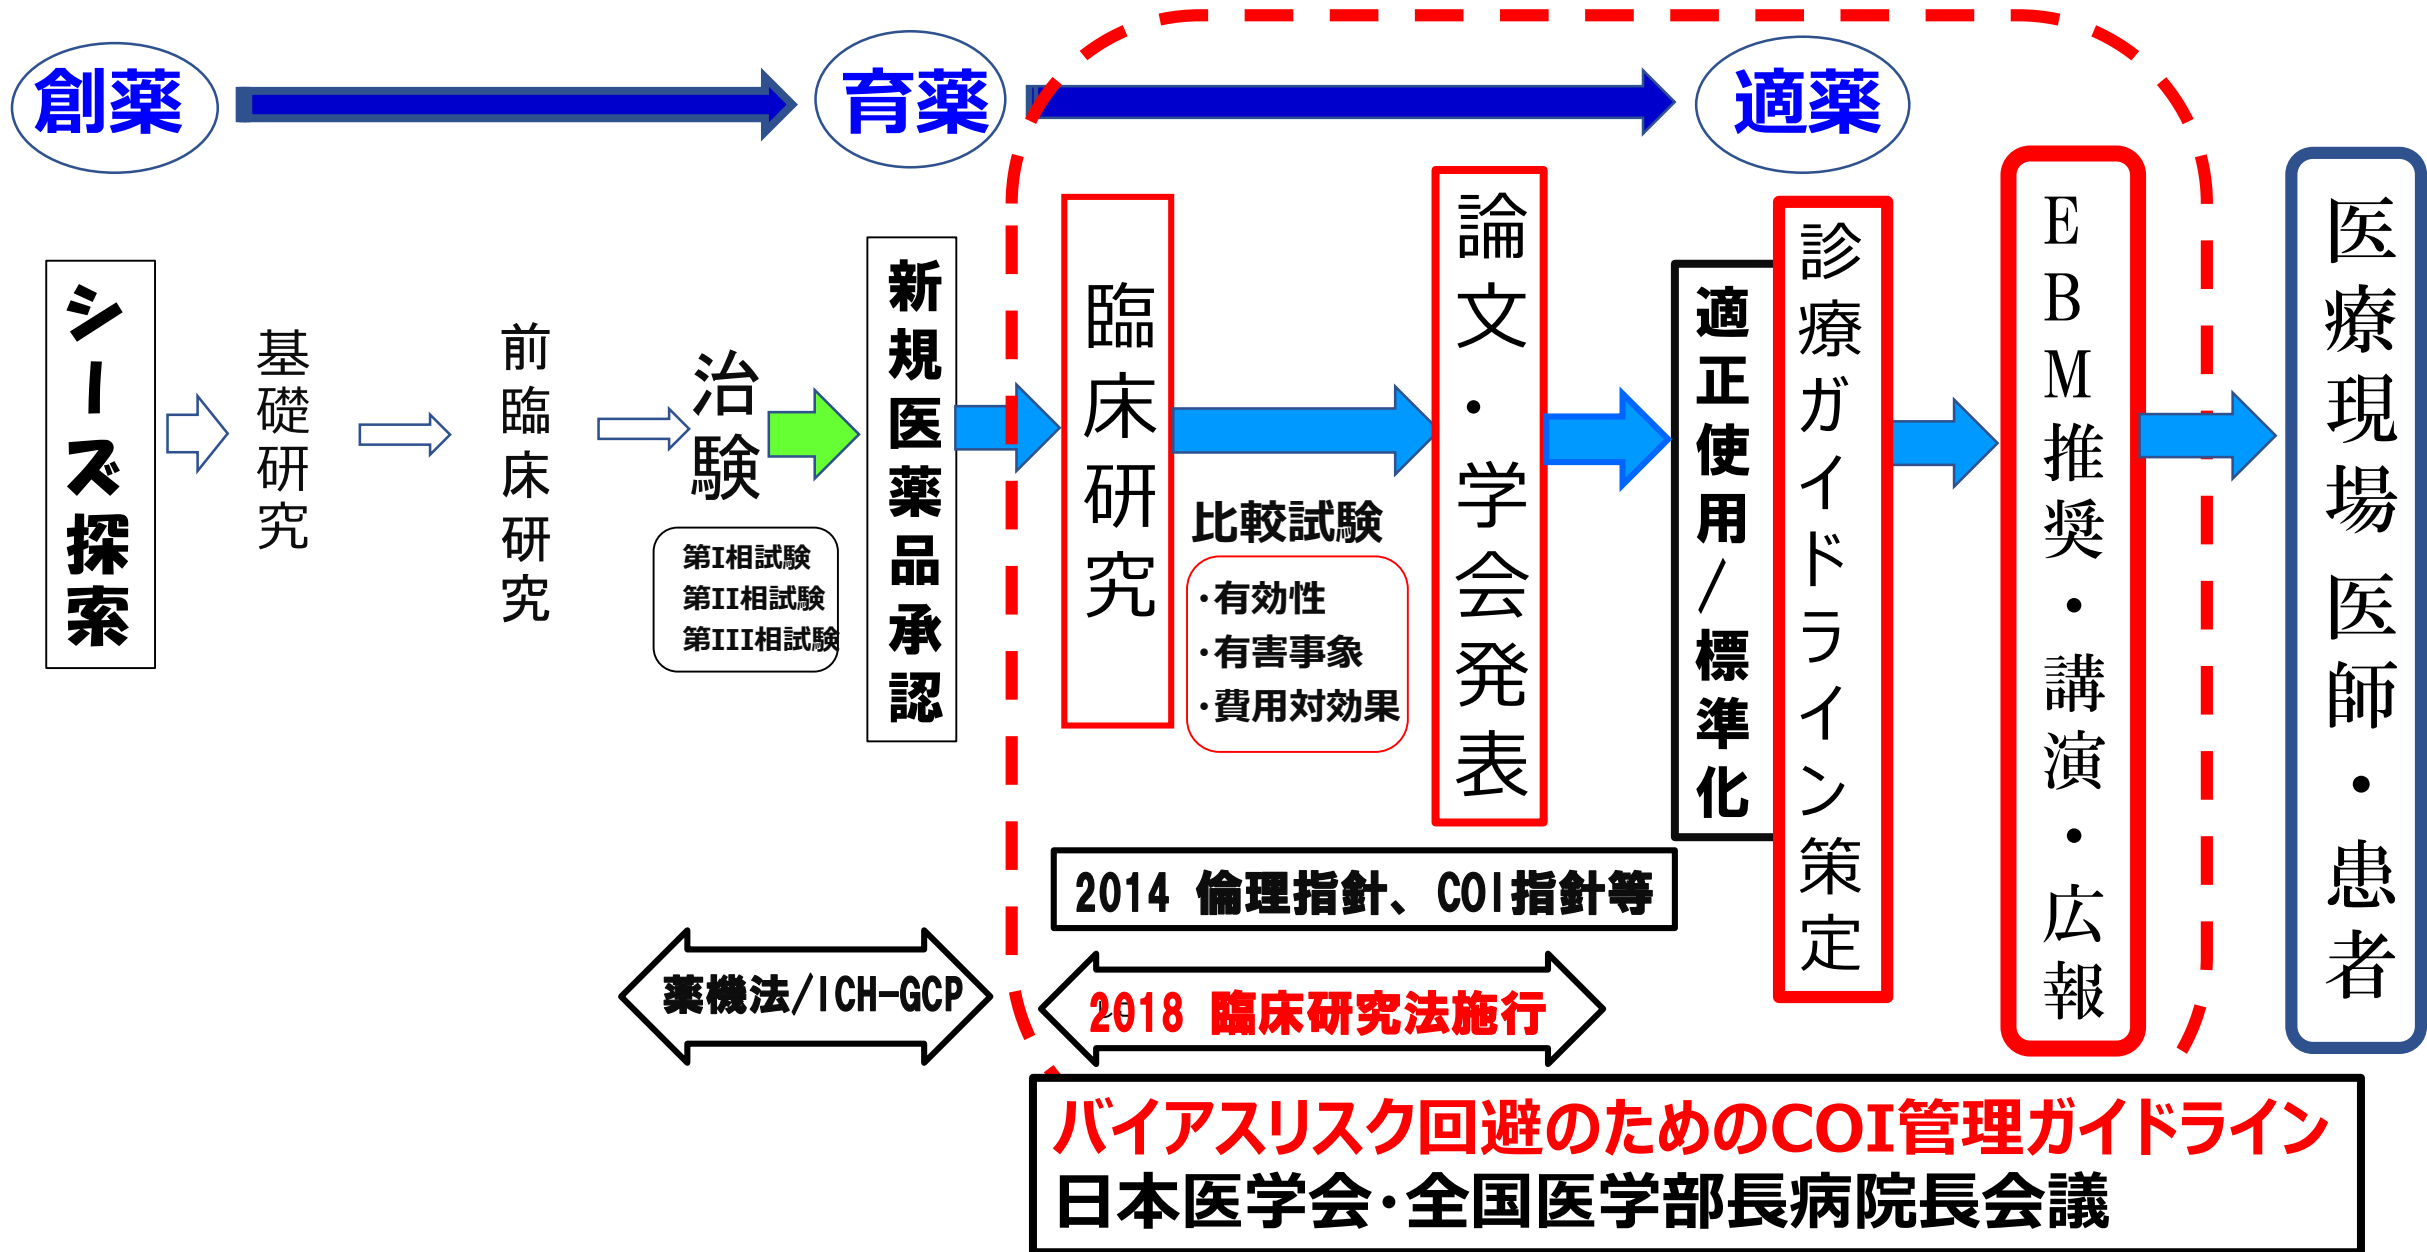 創薬
育薬
適薬
シーズ探索
基礎研究
前臨床研究
治験
第I相試験
第II相試験
第III相試験
新規医薬品承認
臨床研究
比較試験
・有効性
・有害事象
・費用対効果
論文・学会発表
適正使用/標準化
診療ガイドライン策定
EBM推奨・講演・広報
医療現場 医師・患者
2014 倫理指針、COI指針等
薬機法/ICH-GCP
2018 臨床研究法施行
バイアスリスク回避のためのCOI管理ガイドライン
日本医学会・全国医学部長病院長会議